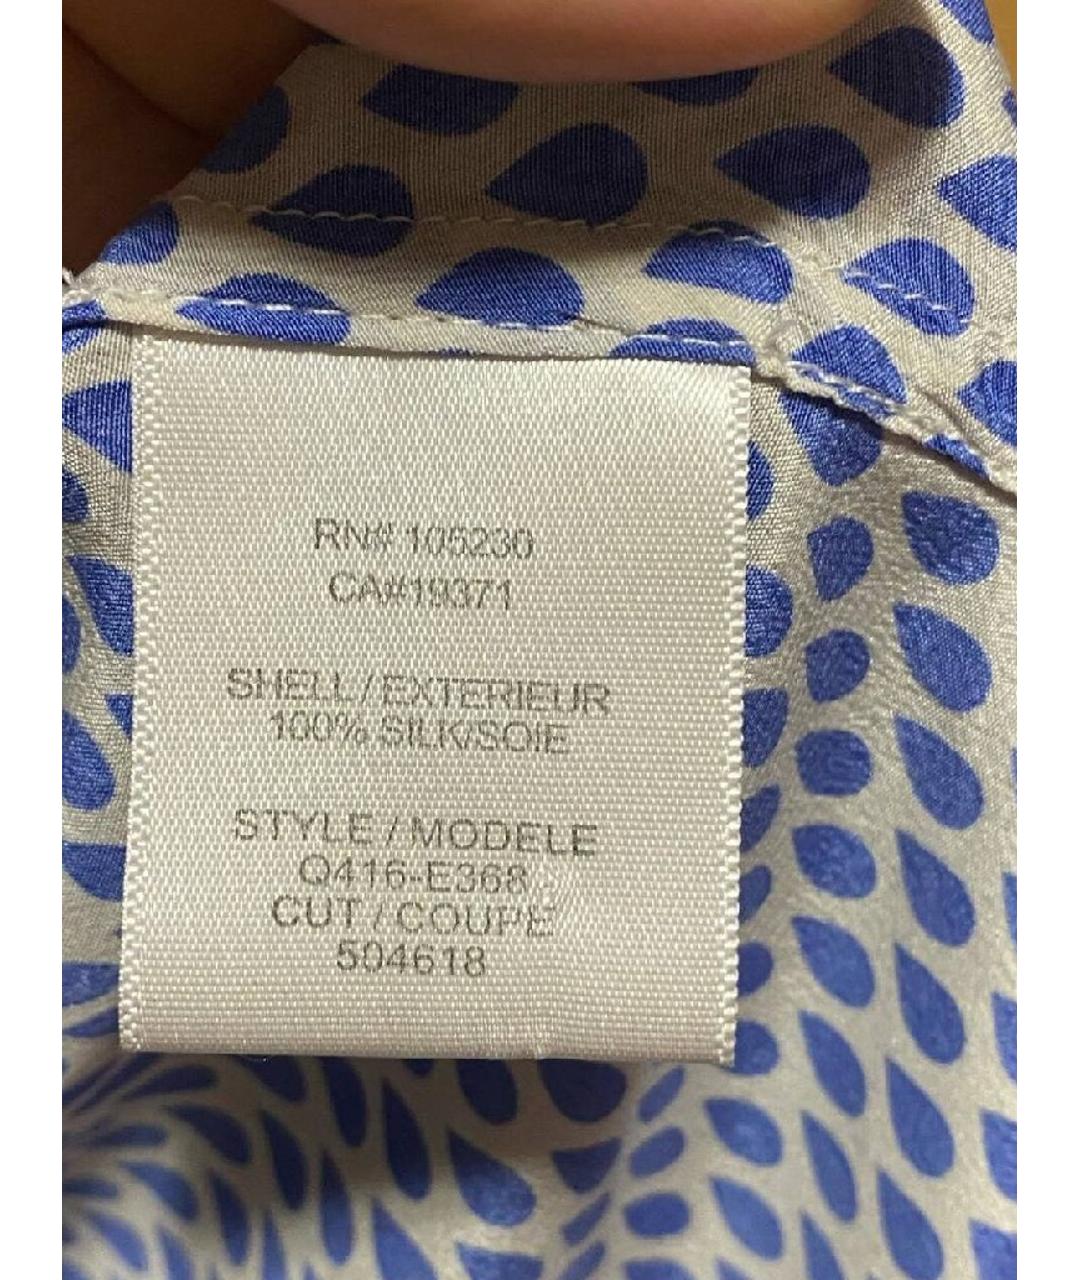 RN# 105230
CA#19371
SHELL / EXTERIEUR
100% SILK/SOIE
STYLE / MODELE
Q416-E368
CUT / COUPE
504618